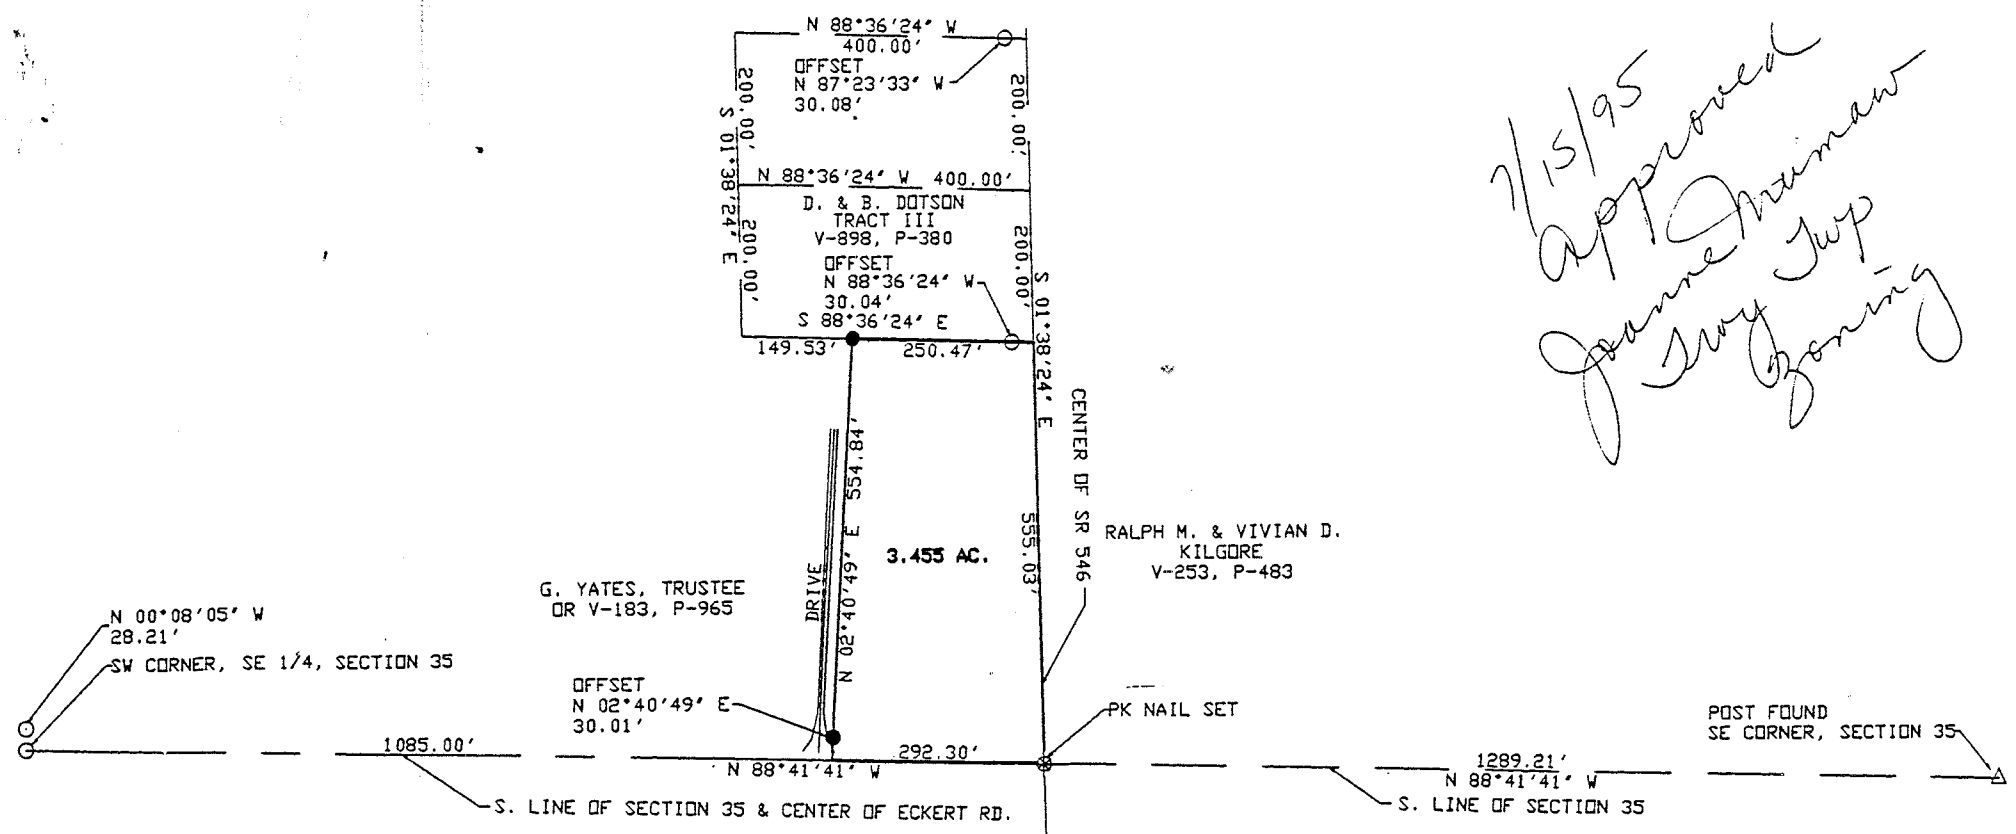 N 88°36'24" W
400.00'
OFFSET
N 87°23'33" W
30.08'
200.00'
S 01°38'24" E
200.00'
200.00'
N 88°36'24" W 400.00'
D. & B. DOTSON
TRACT III
V-898, P-380
OFFSET
N 88°36'24" W
30.04'
S 88°36'24" E
200.00'
S 01°38'24" E
149.53'
250.47'
7/15/95
approved
Joanne Mumaw
Troy Twp
Zoning
CENTER OF SR 546
N 02°40'49" E 554.84'
555.03'
3.455 AC.
DRIVE
G. YATES, TRUSTEE
OR V-183, P-965
RALPH M. & VIVIAN D.
KILGORE
V-253, P-483
N 00°08'05" W
28.21'
SW CORNER, SE 1/4, SECTION 35
OFFSET
N 02°40'49" E
30.01'
PK NAIL SET
POST FOUND
SE CORNER, SECTION 35
1085.00'
292.30'
N 88°41'41" W
1289.21'
N 88°41'41" W
S. LINE OF SECTION 35 & CENTER OF ECKERT RD.
S. LINE OF SECTION 35